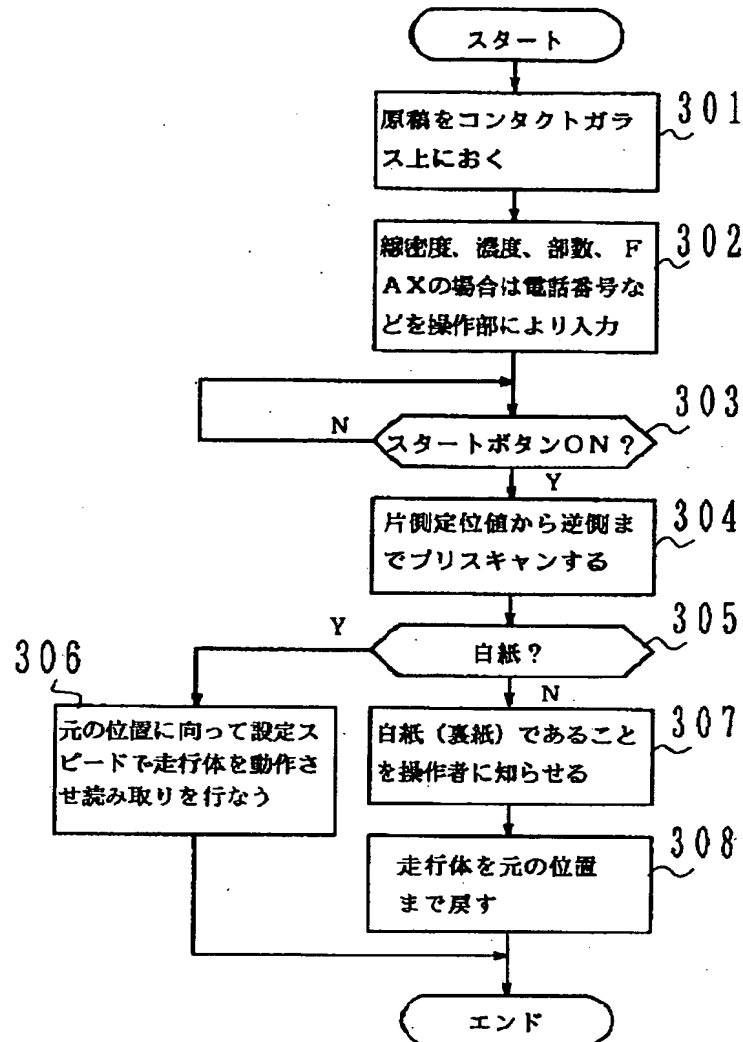 スタート
301
原稿をコンタクトガラ
ス上におく
302
線密度、濃度、部数、F
AXの場合は電話番号な
どを操作部により入力
303
N
スタートボタンON?
Y
304
片側定位値から逆側ま
でプリスキャンする
305
Y
白紙?
N
306
元の位置に向って設定ス
ピードで走行体を動作さ
せ読み取りを行なう
307
白紙(裏紙)であること
を操作者に知らせる
308
走行体を元の位置
まで戻す
エンド